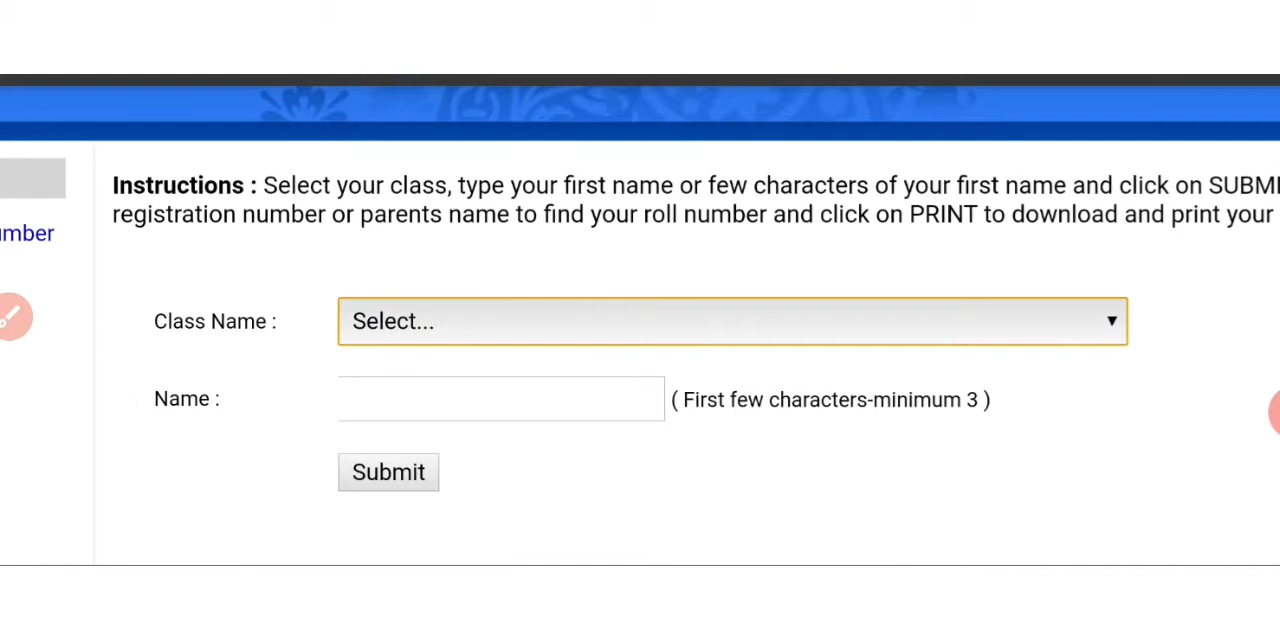 Instructions : Select your class, type your first name or few characters of your first name and click on
registration number or parents name to find your roll number and click on PRINT to download and print your
Class Name :
Select...
Name :
( First few characters-minimum 3 )
Submit